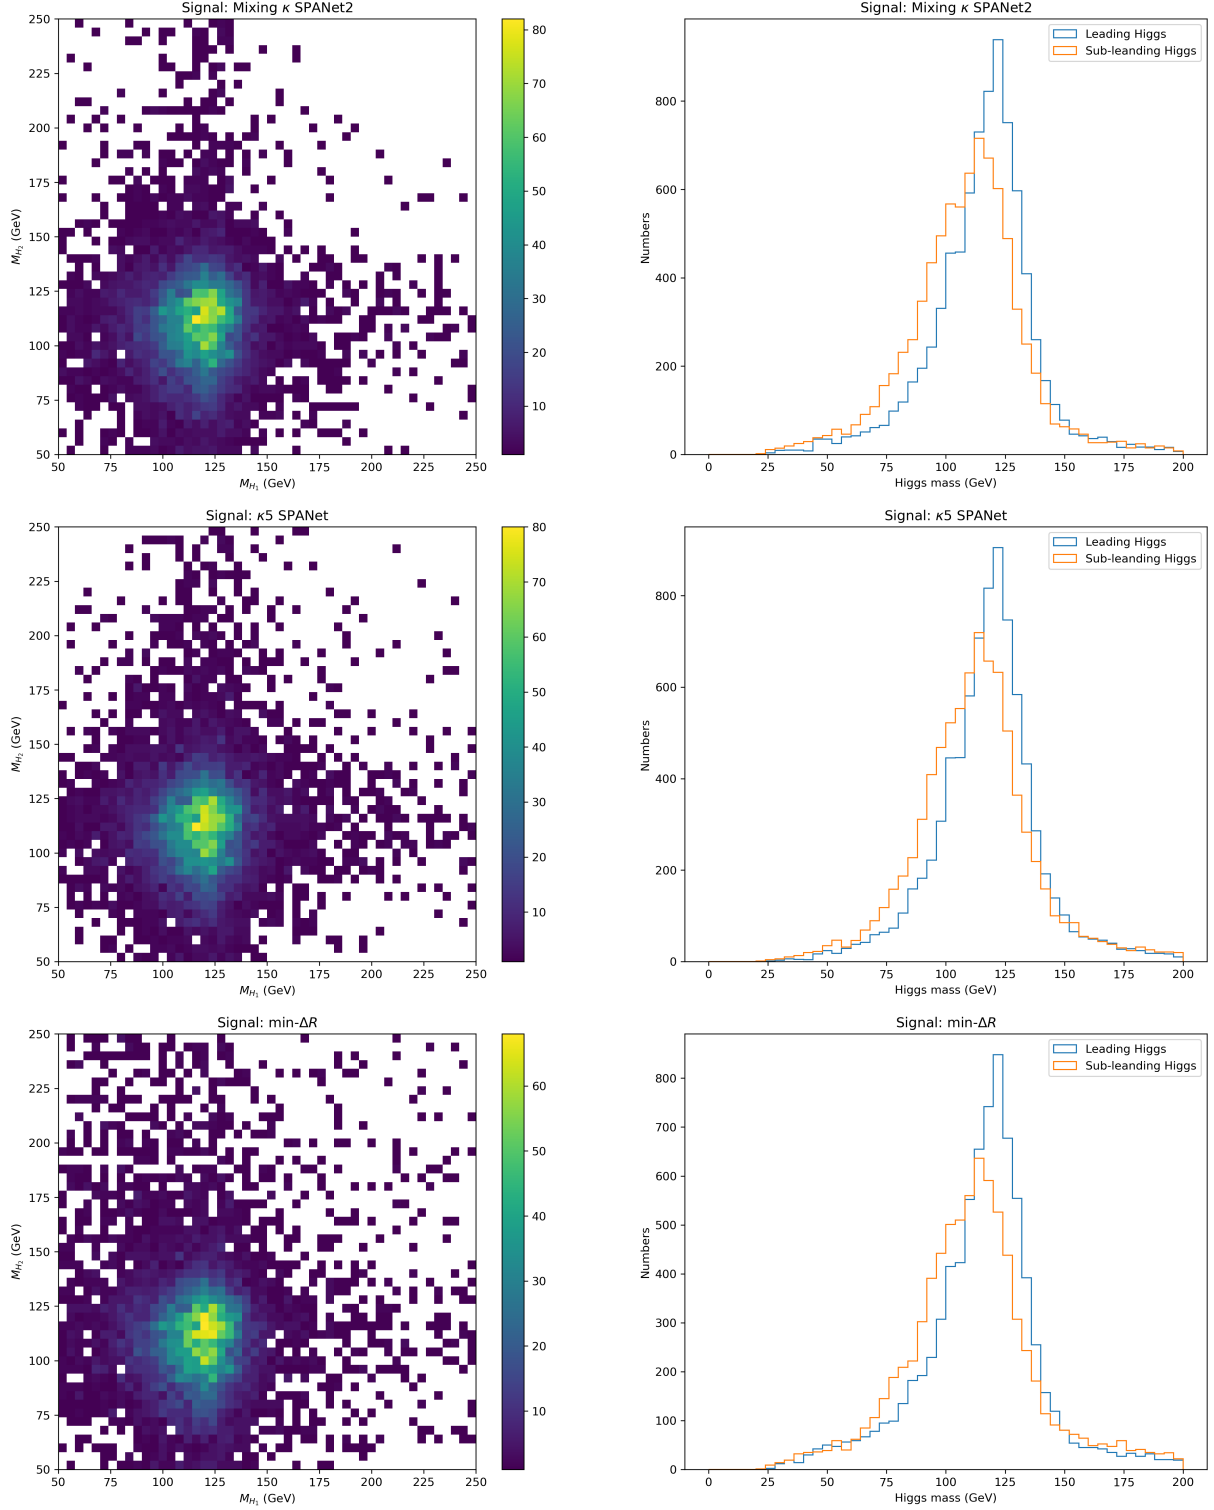 Signal: Mixing κ SPANet2
250
225
200
175
150
125
100
75
50
50 75 100 125 150 175 200 225 250
M_{H_2} (GeV)
M_{H_1} (GeV)
80
70
60
50
40
30
20
10
Signal: Mixing κ SPANet2
Leading Higgs
Sub-leanding Higgs
800
600
400
200
0
Numbers
0 25 50 75 100 125 150 175 200
Higgs mass (GeV)
Signal: κ5 SPANet
250
225
200
175
150
125
100
75
50
50 75 100 125 150 175 200 225 250
M_{H_2} (GeV)
M_{H_1} (GeV)
80
70
60
50
40
30
20
10
Signal: κ5 SPANet
Leading Higgs
Sub-leanding Higgs
800
600
400
200
0
Numbers
0 25 50 75 100 125 150 175 200
Higgs mass (GeV)
Signal: min-ΔR
250
225
200
175
150
125
100
75
50
50 75 100 125 150 175 200 225 250
M_{H_2} (GeV)
M_{H_1} (GeV)
60
50
40
30
20
10
Signal: min-ΔR
Leading Higgs
Sub-leanding Higgs
800
700
600
500
400
300
200
100
0
Numbers
0 25 50 75 100 125 150 175 200
Higgs mass (GeV)